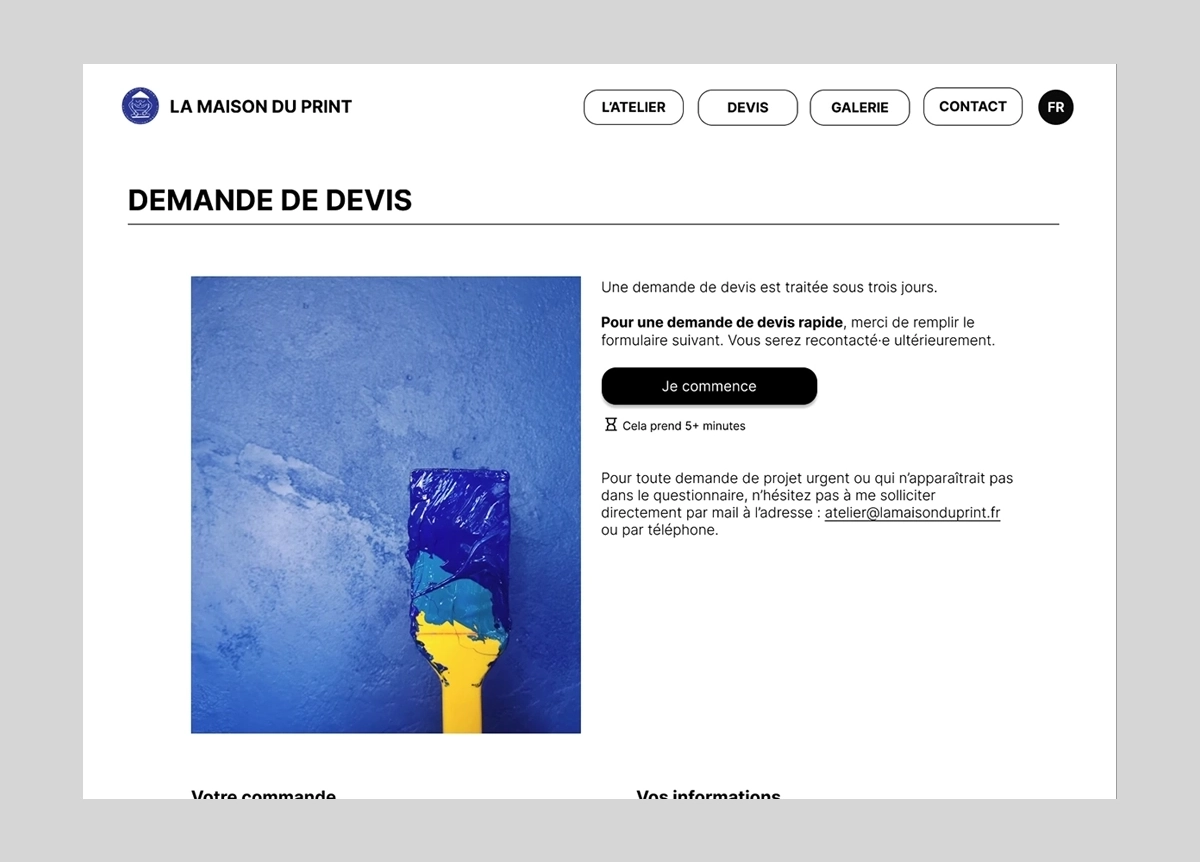 LA MAISON DU PRINT
L’ATELIER
DEVIS
GALERIE
CONTACT
FR
DEMANDE DE DEVIS
Une demande de devis est traitée sous trois jours.
Pour une demande de devis rapide, merci de remplir le
formulaire suivant. Vous serez recontacté·e ultérieurement.
Je commence
Cela prend 5+ minutes
Pour toute demande de projet urgent ou qui n’apparaîtrait pas
dans le questionnaire, n’hésitez pas à me solliciter
directement par mail à l’adresse : atelier@lamaisonduprint.fr
ou par téléphone.
Votre commande
Vos informations